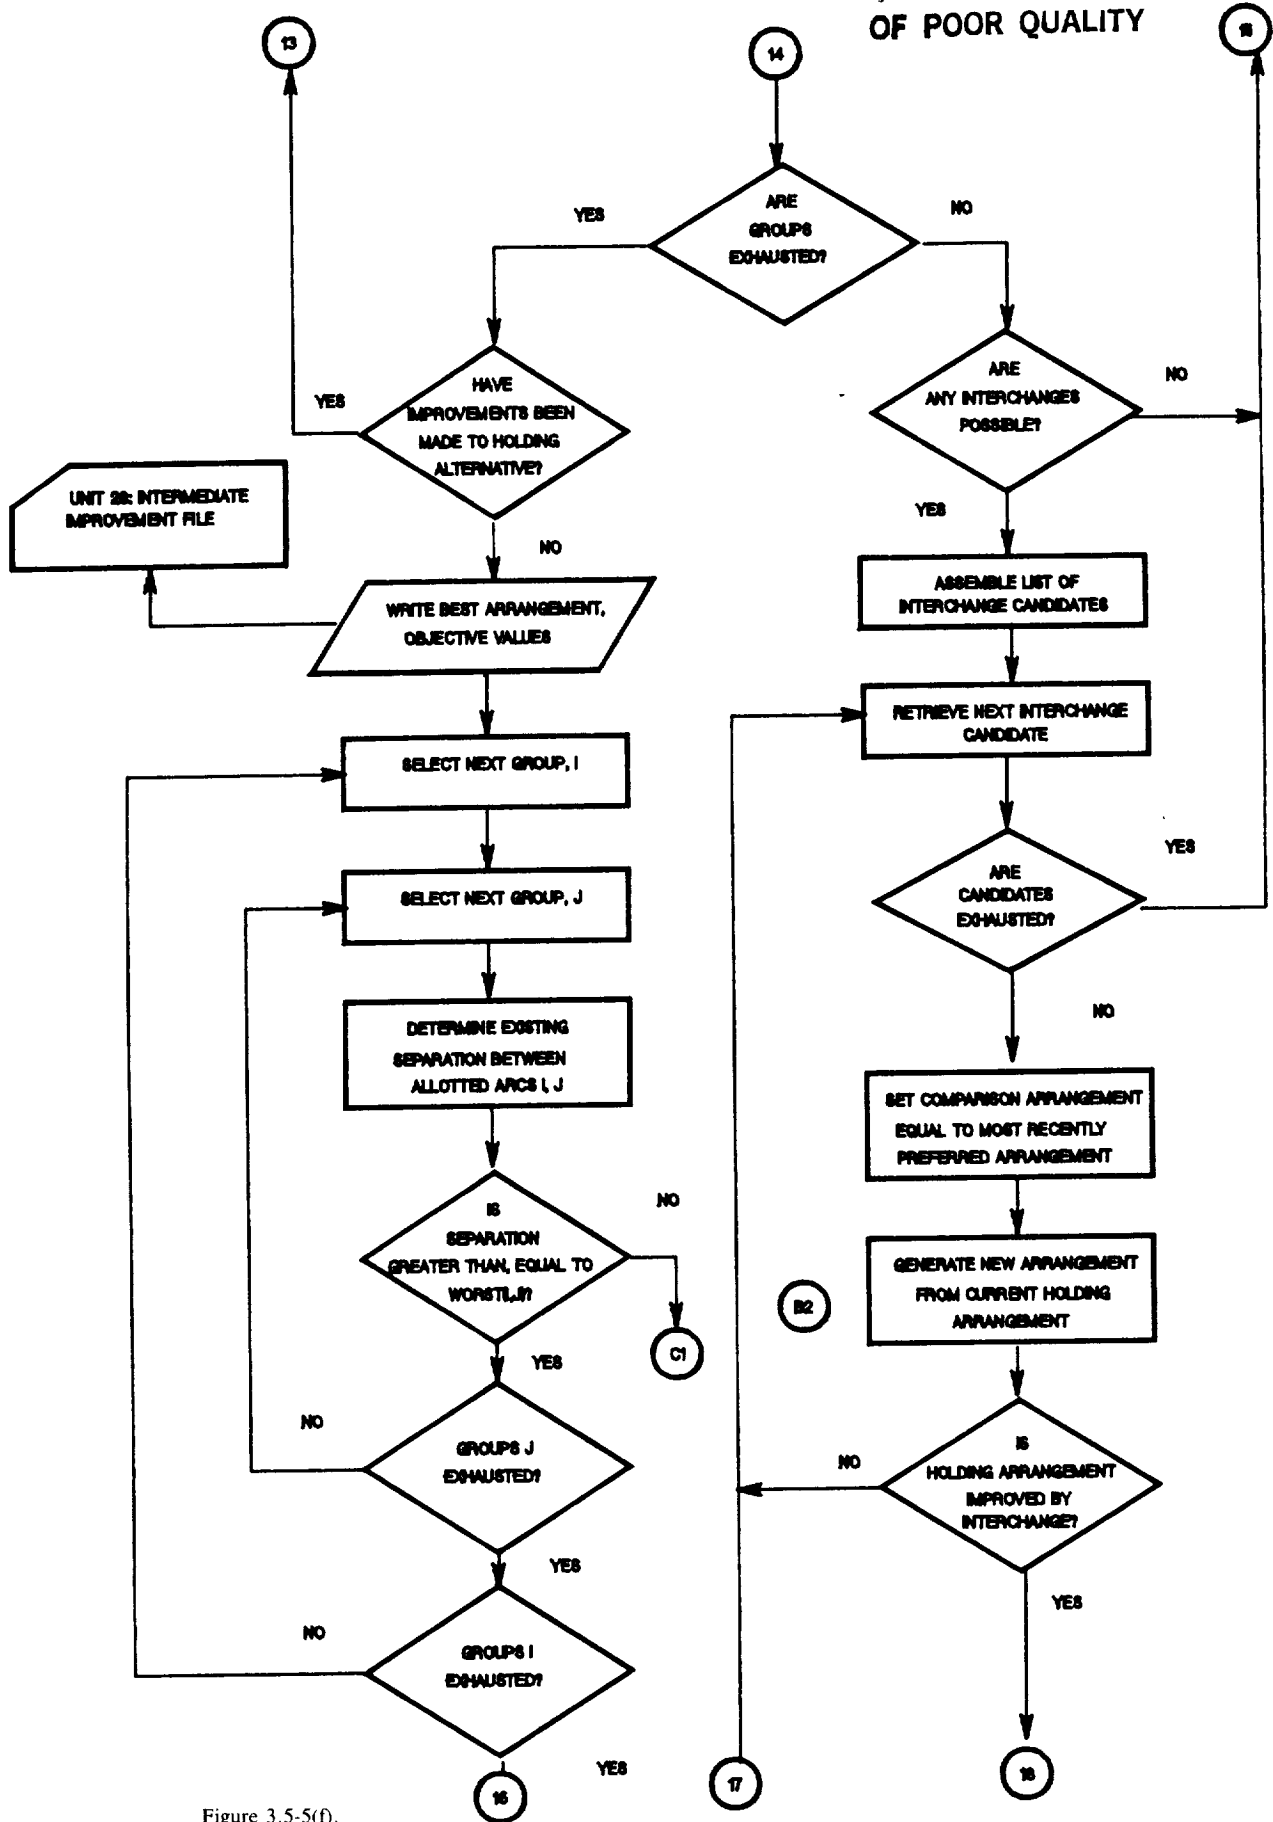 OF POOR QUALITY
13
14
ARE
GROUPS
EXHAUSTED?
YES
NO
HAVE
IMPROVEMENTS BEEN
MADE TO HOLDING
ALTERNATIVE?
YES
NO
ARE
ANY INTERCHANGES
POSSIBLE?
NO
YES
UNIT : INTERMEDIATE
IMPROVEMENT FILE
WRITE BEST ARRANGEMENT,
OBJECTIVE VALUES
ASSEMBLE LIST OF
INTERCHANGE CANDIDATES
RETRIEVE NEXT INTERCHANGE
CANDIDATE
SELECT NEXT GROUP, I
SELECT NEXT GROUP, J
ARE
CANDIDATES
EXHAUSTED?
YES
NO
DETERMINE EXISTING
SEPARATION BETWEEN
ALLOTTED ARCS I, J
SET COMPARISON ARRANGEMENT
EQUAL TO MOST RECENTLY
PREFERRED ARRANGEMENT
IS
SEPARATION
GREATER THAN, EQUAL TO
WORST(I,J)?
NO
C1
YES
GENERATE NEW ARRANGEMENT
FROM CURRENT HOLDING
ARRANGEMENT
B2
GROUPS J
EXHAUSTED?
NO
YES
IS
HOLDING ARRANGEMENT
IMPROVED BY
INTERCHANGE?
NO
YES
GROUPS I
EXHAUSTED?
NO
YES
16
17
18
Figure 3.5-5(f).